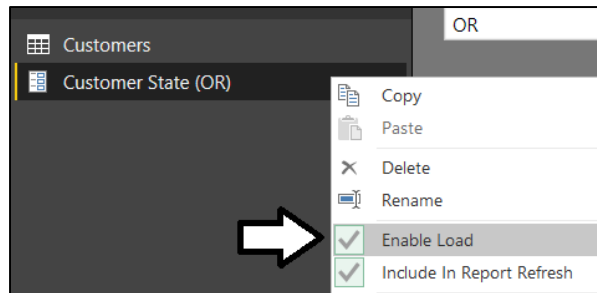 OR
Customers
Customer State (OR)
Copy
Paste
Delete
Rename
Enable Load
Include In Report Refresh